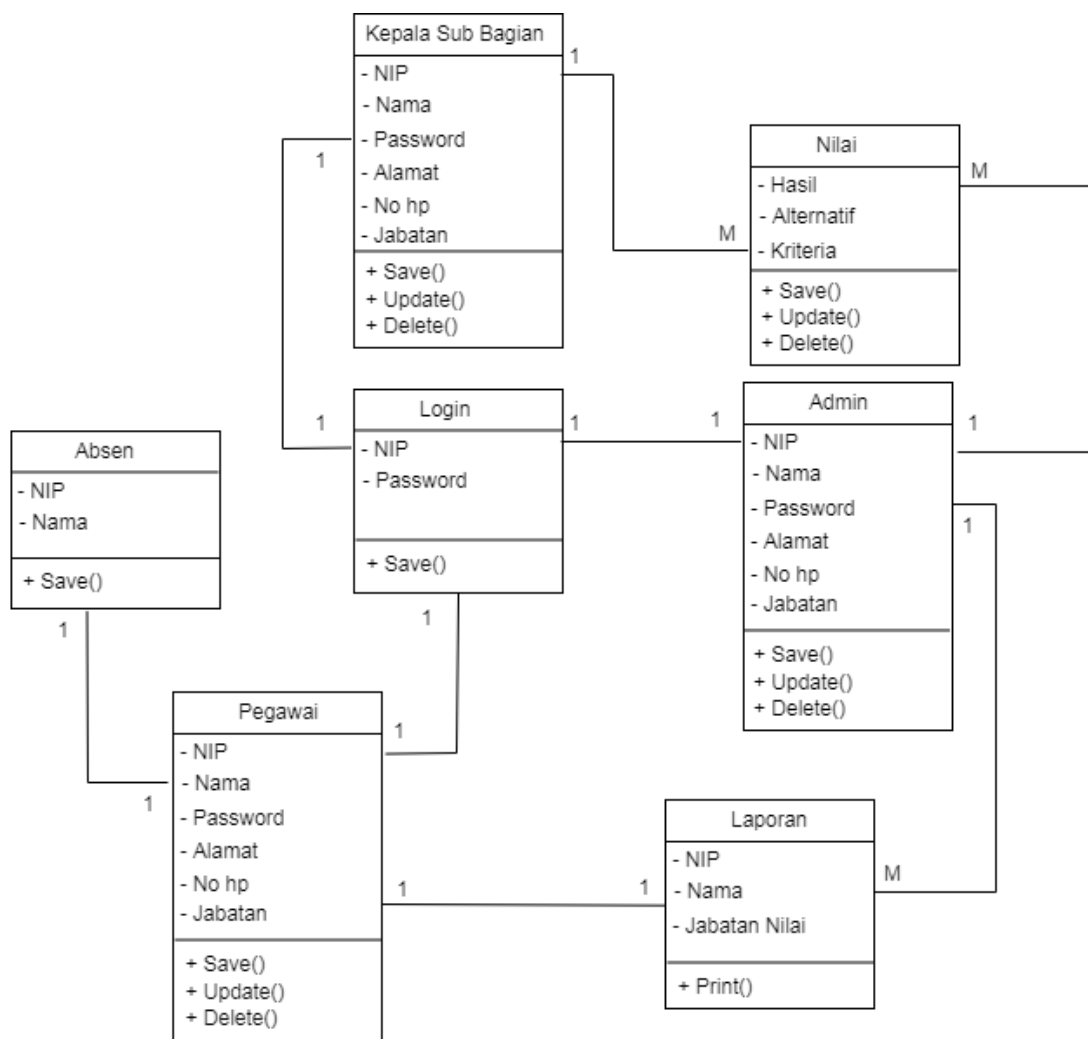 Kepala Sub Bagian
- NIP
- Nama
- Password
- Alamat
- No hp
- Jabatan
+ Save()
+ Update()
+ Delete()
1
1
M
Nilai
- Hasil
- Alternatif
- Kriteria
+ Save()
+ Update()
+ Delete()
M
Login
- NIP
- Password
+ Save()
1
1
1
1
Admin
- NIP
- Nama
- Password
- Alamat
- No hp
- Jabatan
+ Save()
+ Update()
+ Delete()
1
1
Absen
- NIP
- Nama
+ Save()
1
1
Pegawai
- NIP
- Nama
- Password
- Alamat
- No hp
- Jabatan
+ Save()
+ Update()
+ Delete()
1
1
1
Laporan
- NIP
- Nama
- Jabatan Nilai
+ Print()
M